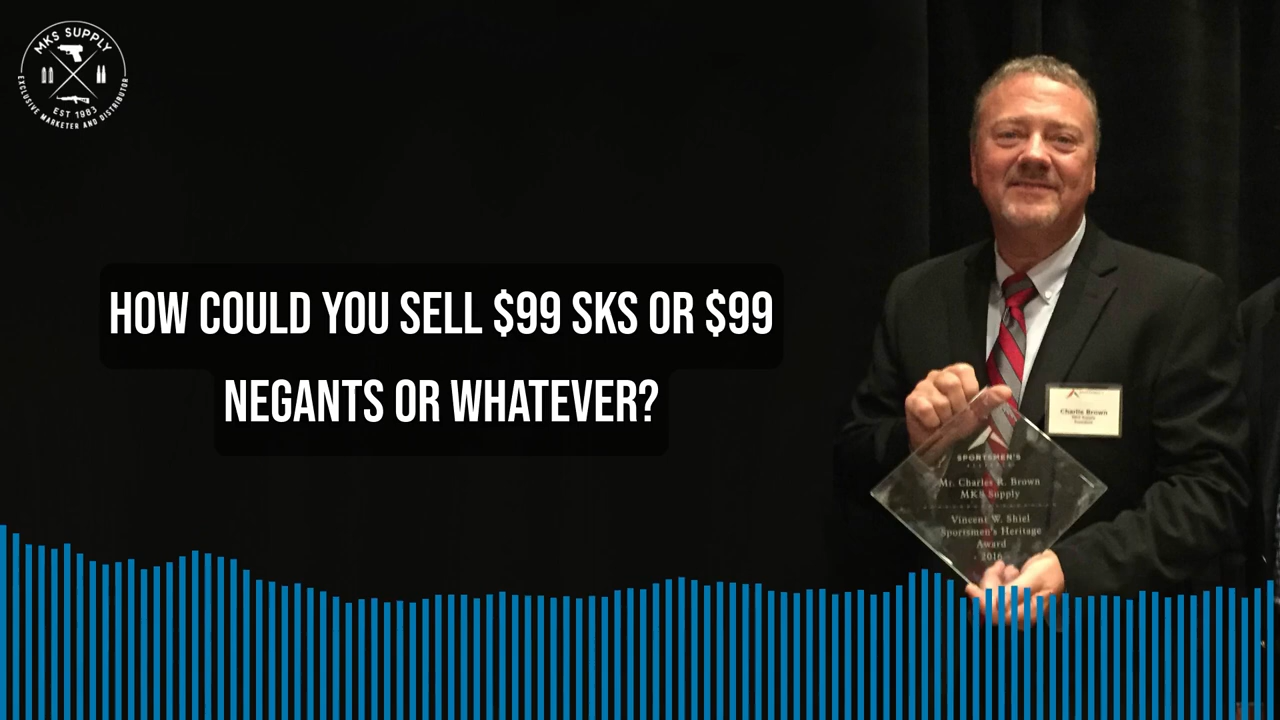 MKS SUPPLY
EST 1983
EXCLUSIVE MARKETER AND DISTRIBUTOR
HOW COULD YOU SELL $99 SKS OR $99
NEGANTS OR WHATEVER?
Charlie Brown
SPORTSMEN'S
Mr. Charles R. Brown
MKS Supply
Vincent W. Shiel
Sportsmen's Heritage
Award
- 2016 -